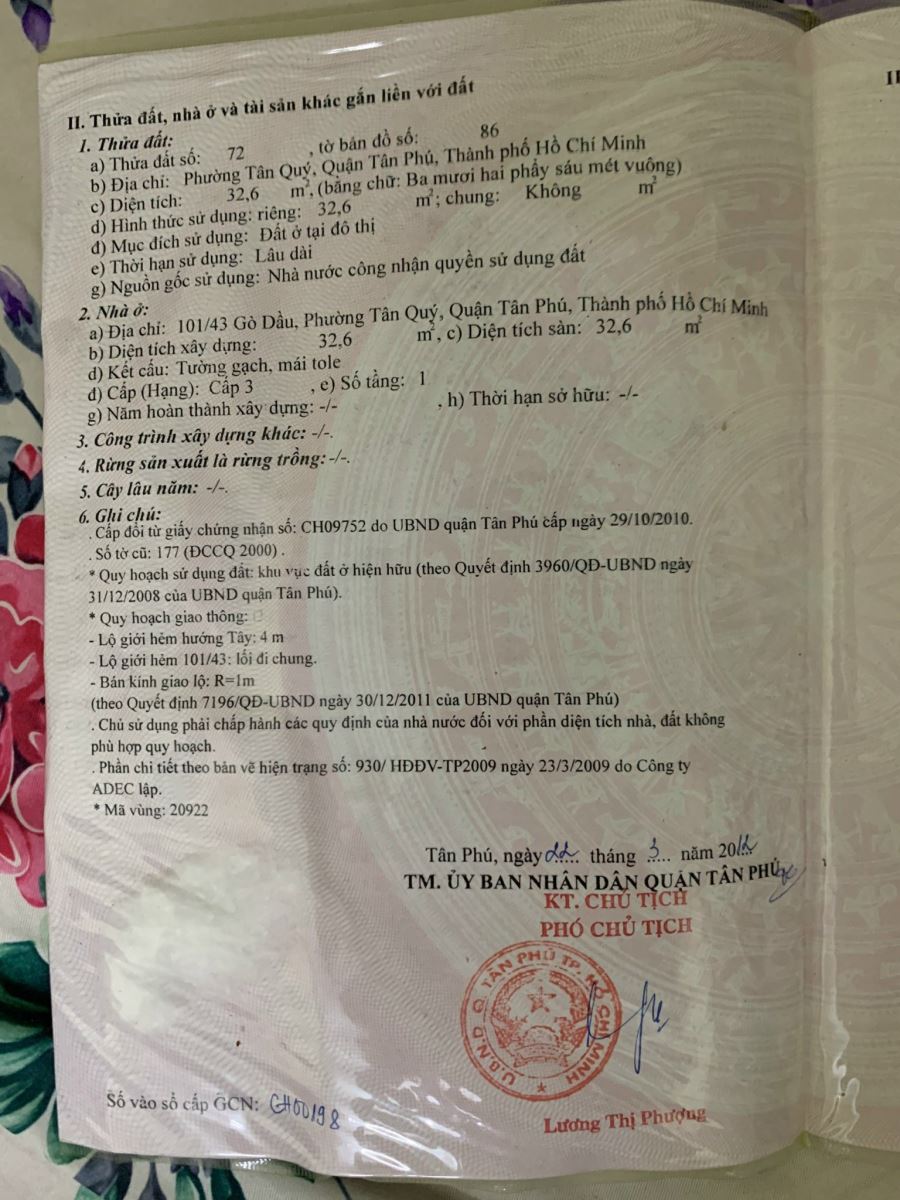 II. Thửa đất, nhà ở và tài sản khác gắn liền với đất
1. Thửa đất:
a) Thửa đất số: 72 , tờ bản đồ số: 86
b) Địa chỉ: Phường Tân Quý, Quận Tân Phú, Thành phố Hồ Chí Minh
c) Diện tích: 32,6 m², (bằng chữ: Ba mươi hai phẩy sáu mét vuông)
d) Hình thức sử dụng: riêng: 32,6 m²; chung: Không m²
đ) Mục đích sử dụng: Đất ở tại đô thị
e) Thời hạn sử dụng: Lâu dài
g) Nguồn gốc sử dụng: Nhà nước công nhận quyền sử dụng đất
2. Nhà ở:
a) Địa chỉ: 101/43 Gò Dầu, Phường Tân Quý, Quận Tân Phú, Thành phố Hồ Chí Minh
b) Diện tích xây dựng: 32,6 m², c) Diện tích sàn: 32,6 m²
d) Kết cấu: Tường gạch, mái tole
đ) Cấp (Hạng): Cấp 3 , e) Số tầng: 1
g) Năm hoàn thành xây dựng: -/- , h) Thời hạn sở hữu: -/-
3. Công trình xây dựng khác: -/-.
4. Rừng sản xuất là rừng trồng: -/-.
5. Cây lâu năm: -/-.
6. Ghi chú:
. Cấp đổi từ giấy chứng nhận số: CH09752 do UBND quận Tân Phú cấp ngày 29/10/2010.
. Số tờ cũ: 177 (ĐCCQ 2000) .
* Quy hoạch sử dụng đất: khu vực đất ở hiện hữu (theo Quyết định 3960/QĐ-UBND ngày
31/12/2008 của UBND quận Tân Phú).
* Quy hoạch giao thông:
- Lộ giới hẻm hướng Tây: 4 m
- Lộ giới hẻm 101/43: lối đi chung.
- Bán kính giao lộ: R=1m
(theo Quyết định 7196/QĐ-UBND ngày 30/12/2011 của UBND quận Tân Phú)
. Chủ sử dụng phải chấp hành các quy định của nhà nước đối với phần diện tích nhà, đất không
phù hợp quy hoạch.
. Phần chi tiết theo bản vẽ hiện trạng số: 930/ HĐĐV-TP2009 ngày 23/3/2009 do Công ty
ADEC lập.
* Mã vùng: 20922
Tân Phú, ngày 22 tháng 3 năm 2012
TM. ỦY BAN NHÂN DÂN QUẬN TÂN PHÚ
KT. CHỦ TỊCH
PHÓ CHỦ TỊCH
U.B.N.D Q. TÂN PHÚ TP. HỒ CHÍ MINH
Số vào sổ cấp GCN: CH00198
Lương Thị Phượng